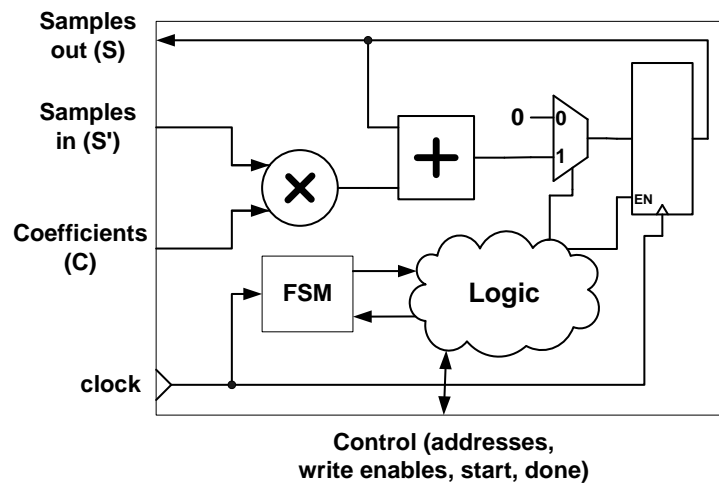 Samples
out (S)
Samples
in (S')
Coefficients
(C)
clock
0
0
1
EN
FSM
Logic
Control (addresses,
write enables, start, done)